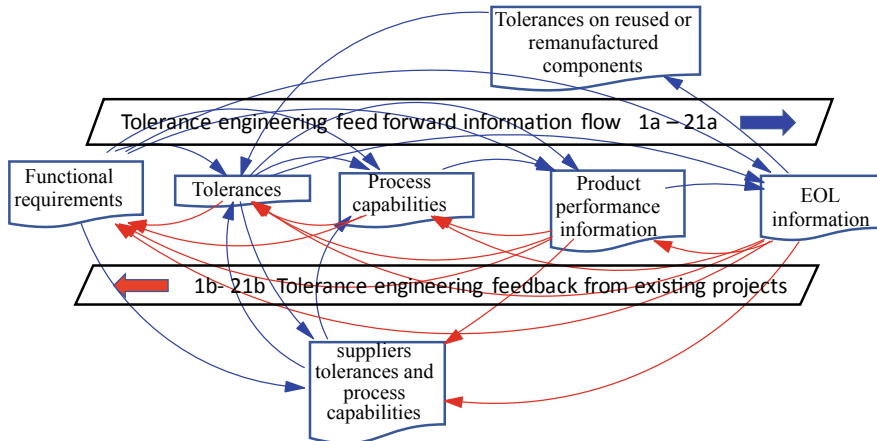 Tolerances on reused or
remanufactured
components
Tolerance engineering feed forward information flow 1a – 21a
Functional
requirements
Tolerances
Process
capabilities
Product
performance
information
EOL
information
1b– 21b Tolerance engineering feedback from existing projects
suppliers
tolerances and
process
capabilities